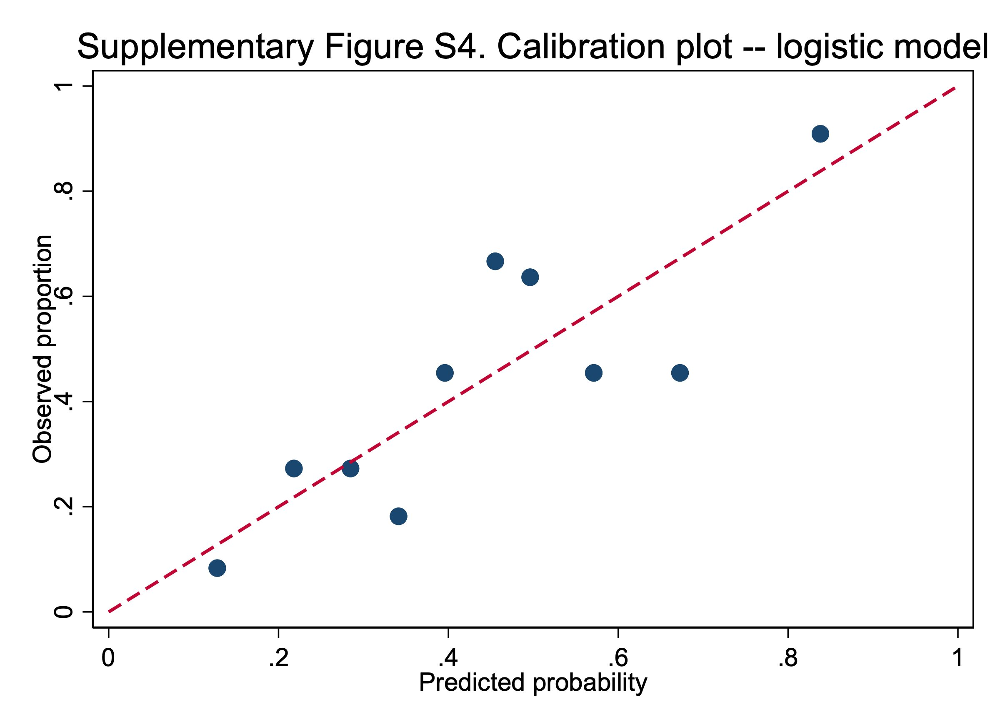 Supplementary Figure S4. Calibration plot -- logistic model
Observed proportion
1
.8
.6
.4
.2
0
0 .2 .4 .6 .8 1
Predicted probability